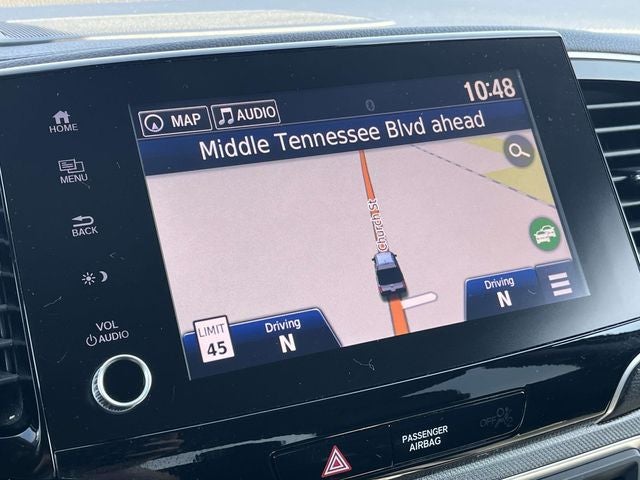 10:48
MAP
AUDIO
Middle Tennessee Blvd ahead
HOME
MENU
BACK
VOL
AUDIO
Church St
LIMIT
45
Driving
N
Driving
N
PASSENGER
AIRBAG
OFF